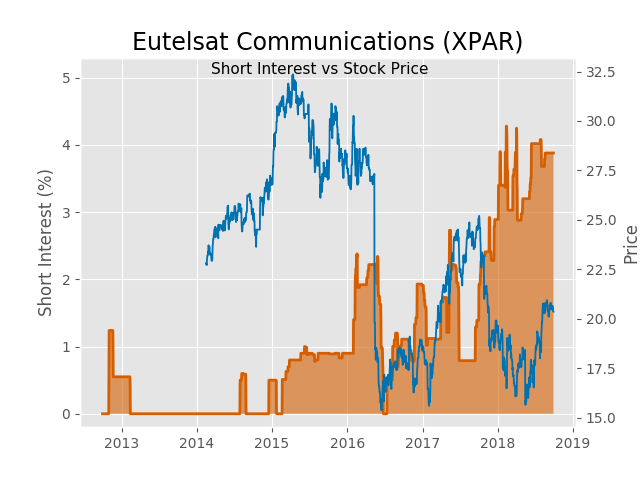 Eutelsat Communications (XPAR)
Short Interest vs Stock Price
5
4
3
2
1
0
Short Interest (%)
32.5
30.0
27.5
25.0
22.5
20.0
17.5
15.0
Price
2013 2014 2015 2016 2017 2018 2019